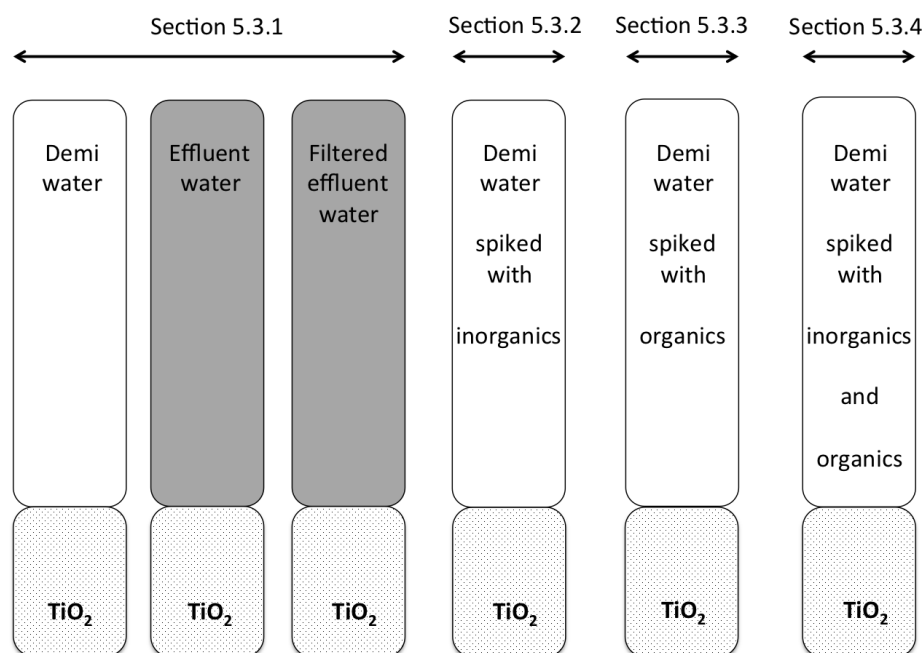 Section 5.3.1
Section 5.3.2
Section 5.3.3
Section 5.3.4
Demi
water
Effluent
water
Filtered
effluent
water
Demi
water
spiked
with
inorganics
Demi
water
spiked
with
organics
Demi
water
spiked
with
inorganics
and
organics
TiO₂
TiO₂
TiO₂
TiO₂
TiO₂
TiO₂